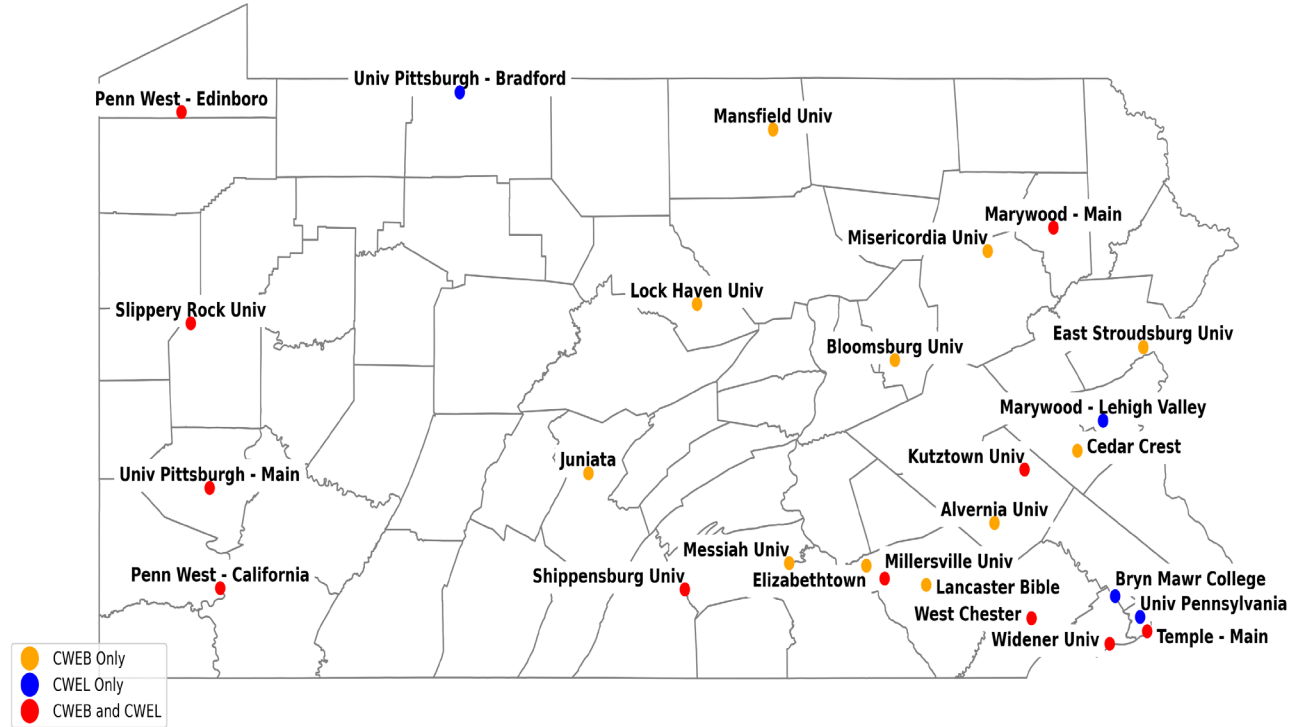 Univ Pittsburgh - Bradford
Penn West - Edinboro
Mansfield Univ
Marywood - Main
Misericordia Univ
Lock Haven Univ
Slippery Rock Univ
East Stroudsburg Univ
Bloomsburg Univ
Marywood - Lehigh Valley
Cedar Crest
Kutztown Univ
Juniata
Univ Pittsburgh - Main
Alvernia Univ
Messiah Univ
Millersville Univ
Elizabethtown
Shippensburg Univ
Penn West - California
Lancaster Bible
Bryn Mawr College
Univ Pennsylvania
West Chester
Temple - Main
Widener Univ
CWEB Only
CWEL Only
CWEB and CWEL